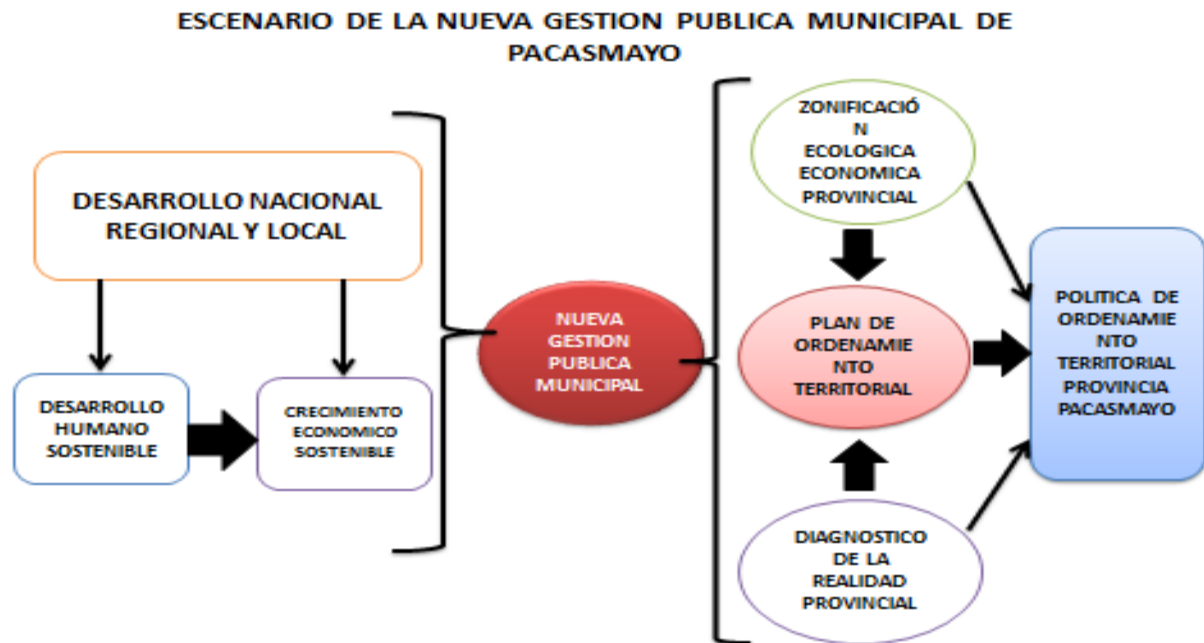 ESCENARIO DE LA NUEVA GESTION PUBLICA MUNICIPAL DE
PACASMAYO
DESARROLLO NACIONAL
REGIONAL Y LOCAL
DESARROLLO
HUMANO
SOSTENIBLE
CRECIMIENTO
ECONOMICO
SOSTENIBLE
NUEVA
GESTION
PUBLICA
MUNICIPAL
ZONIFICACIÓ
N
ECOLOGICA
ECONOMICA
PROVINCIAL
PLAN DE
ORDENAMIE
NTO
TERRITORIAL
DIAGNOSTICO
DE LA
REALIDAD
PROVINCIAL
POLITICA DE
ORDENAMIE
NTO
TERRITORIAL
PROVINCIA
PACASMAYO